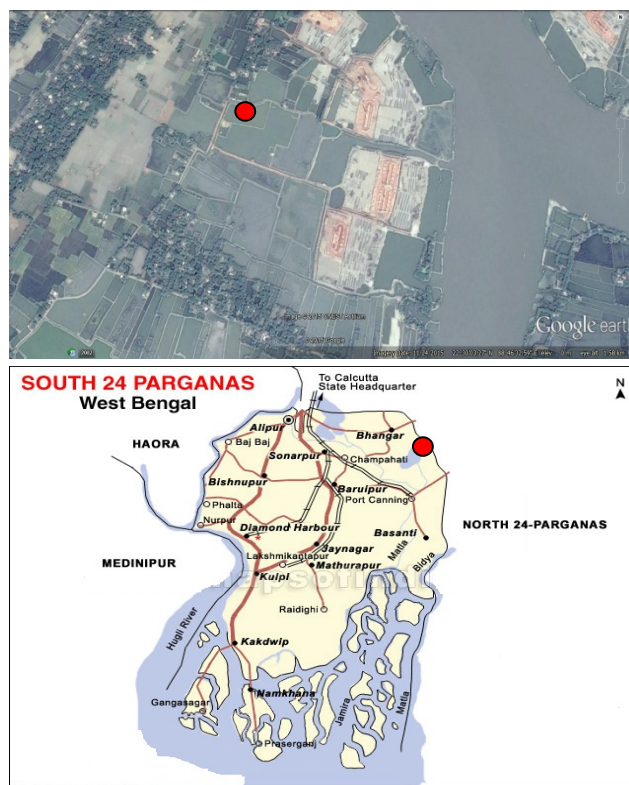 N
Google earth
2002
SOUTH 24 PARGANAS
West Bengal
To Calcutta
State Headquarter
N
Alipur
HAORA
Baj Baj
Bhangar
Sonarpur
Champahati
Bishnupur
Baruipur
Port Canning
Phalta
Nurpur
NORTH 24-PARGANAS
Diamond Harbour
Basanti
Matla
Bidya
MEDINIPUR
Jaynagar
Lakshmikantapur
Mathurapur
Kulpi
Raidighi
Hugli River
Kakdwip
Namkhana
Gangasagar
Jamira
Matla
Praserganj